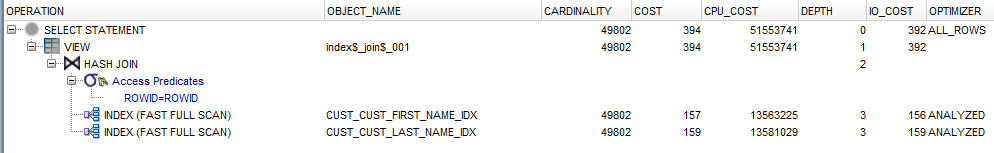 OPERATION OBJECT_NAME CARDINALITY COST CPU_COST DEPTH IO_COST OPTIMIZER
SELECT STATEMENT 49802 394 51553741 0 392 ALL_ROWS
VIEW index$_join$_001 49802 394 51553741 1 392
HASH JOIN 2
Access Predicates
ROWID=ROWID
INDEX (FAST FULL SCAN) CUST_CUST_FIRST_NAME_IDX 49802 157 13563225 3 156 ANALYZED
INDEX (FAST FULL SCAN) CUST_CUST_LAST_NAME_IDX 49802 159 13581029 3 159 ANALYZED